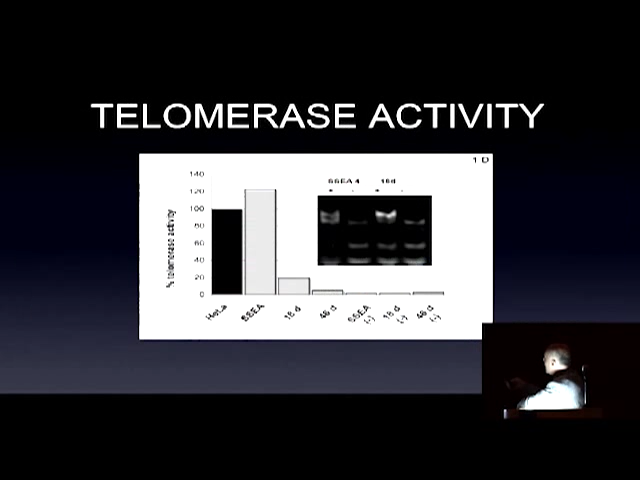 TELOMERASE ACTIVITY
1 D
140
120
100
80
60
40
20
0
% telomerase activity
SSEA 4 18d
+ - + -
HeLa
SSEA
18 d
46 d
SSEA (-)
18 d (-)
46 d (-)